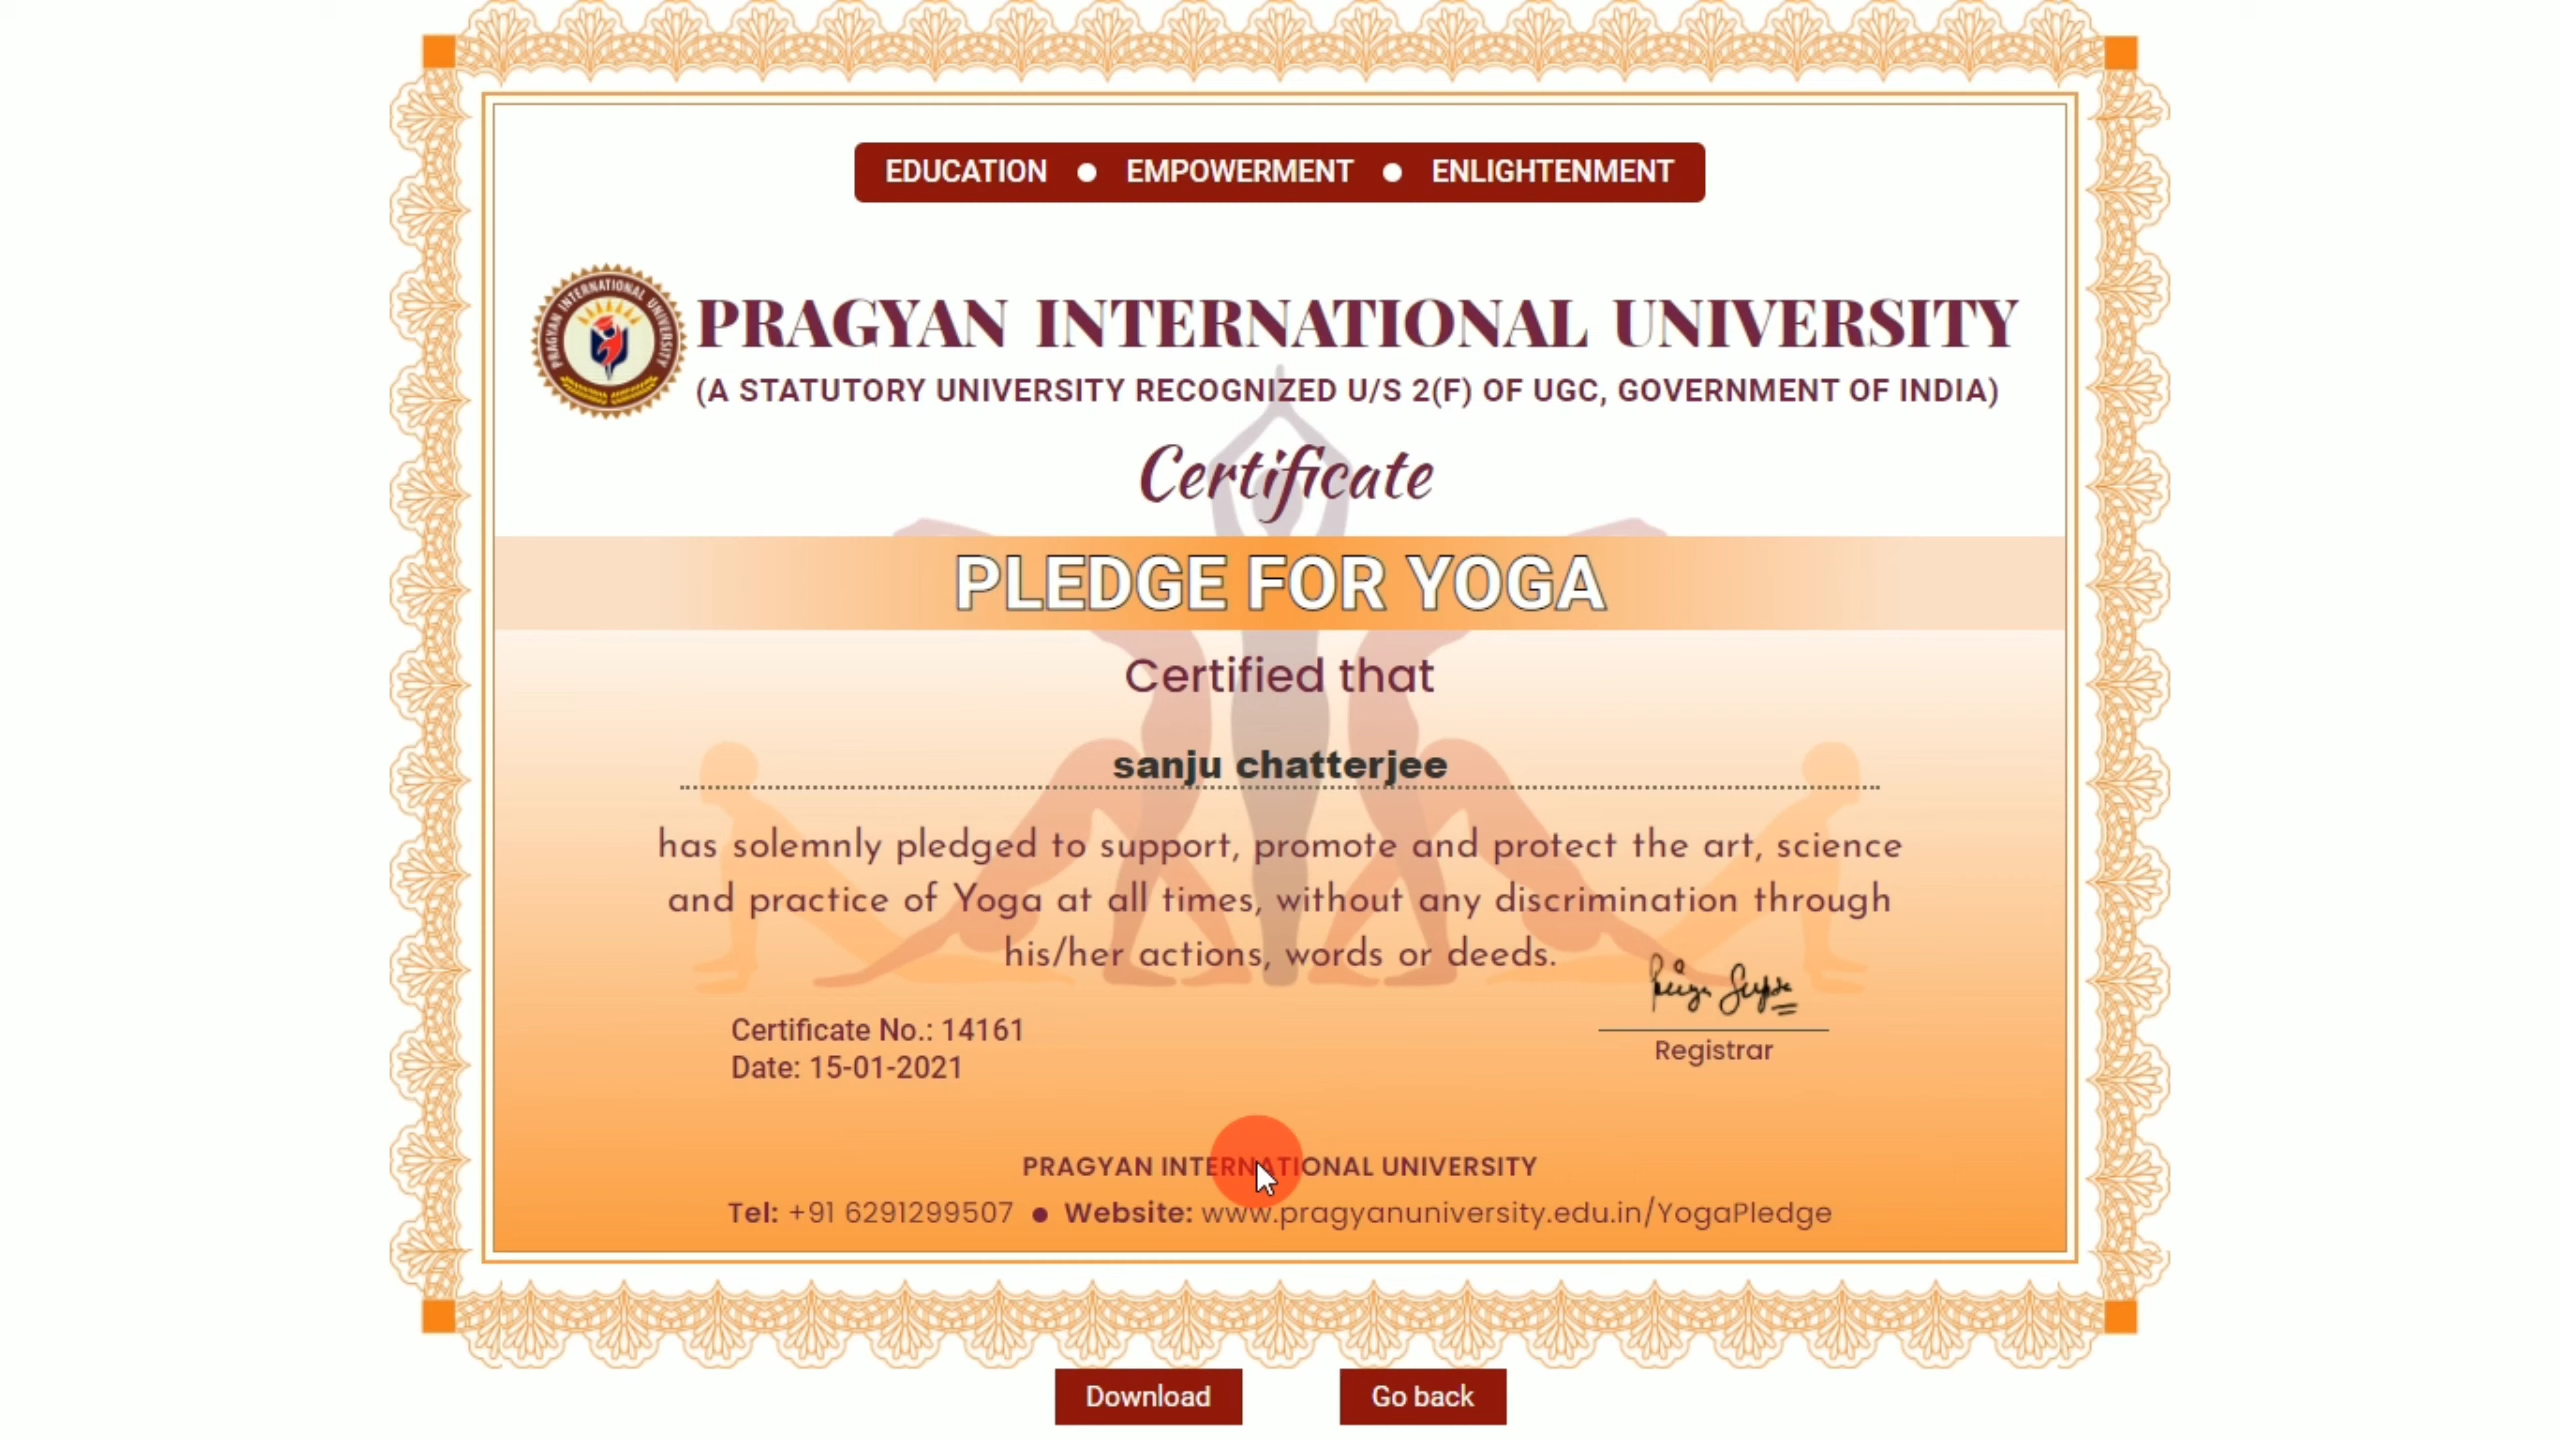 EDUCATION ● EMPOWERMENT ● ENLIGHTENMENT
PRAGYAN INTERNATIONAL UNIVERSITY
PRAGYAN INTERNATIONAL UNIVERSITY
(A STATUTORY UNIVERSITY RECOGNIZED U/S 2(F) OF UGC, GOVERNMENT OF INDIA)
Certificate
PLEDGE FOR YOGA
Certified that
sanju chatterjee
has solemnly pledged to support, promote and protect the art, science
and practice of Yoga at all times, without any discrimination through
his/her actions, words or deeds.
Certificate No.: 14161
Date: 15-01-2021
Registrar
PRAGYAN INTERNATIONAL UNIVERSITY
Tel: +91 6291299507 ● Website: www.pragyanuniversity.edu.in/YogaPledge
Download Go back